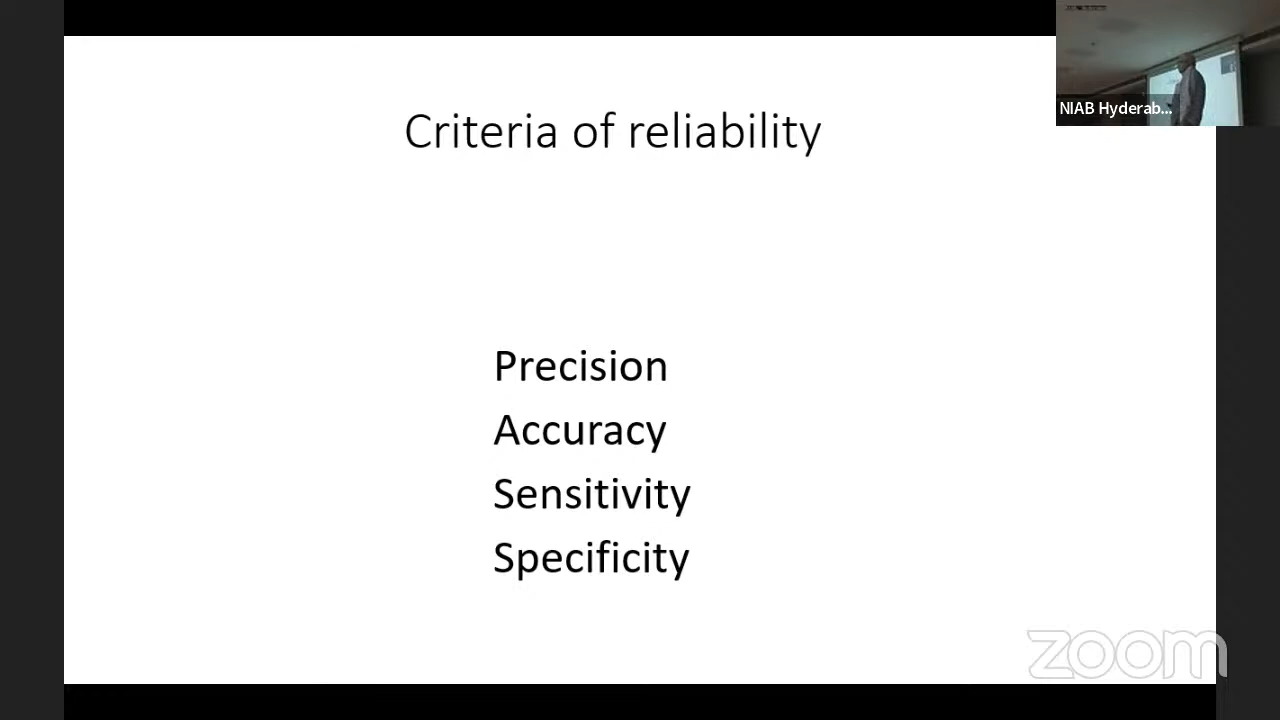 Criteria of reliability
NIAB Hyderab...
Precision
Accuracy
Sensitivity
Specificity
zoom